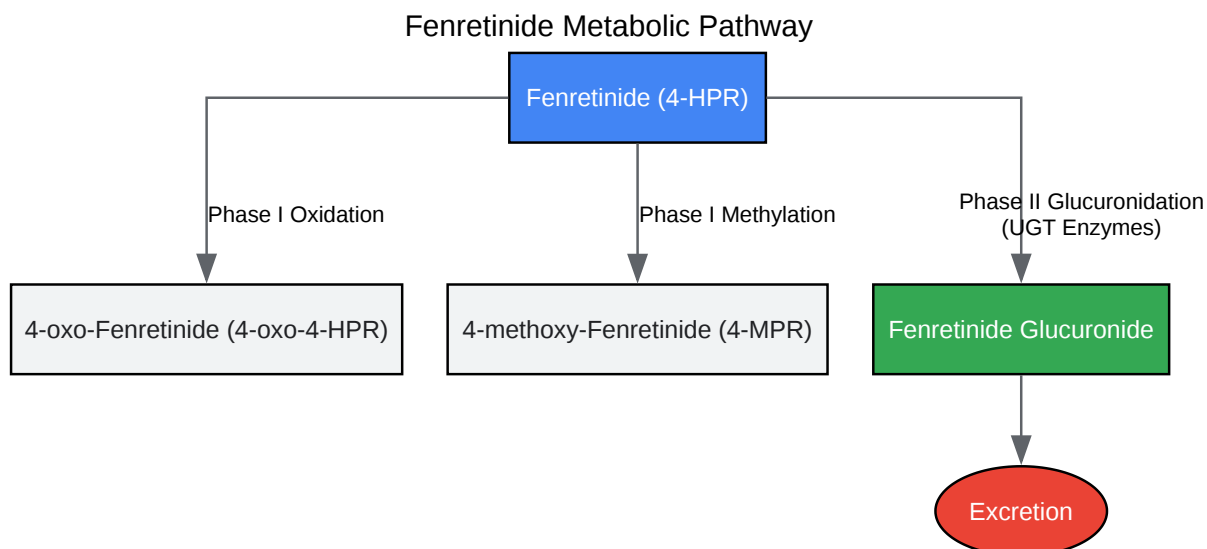 Fenretinide Metabolic Pathway
Fenretinide (4-HPR)
Phase I Oxidation
Phase I Methylation
Phase II Glucuronidation
(UGT Enzymes)
4-oxo-Fenretinide (4-oxo-4-HPR)
4-methoxy-Fenretinide (4-MPR)
Fenretinide Glucuronide
Excretion